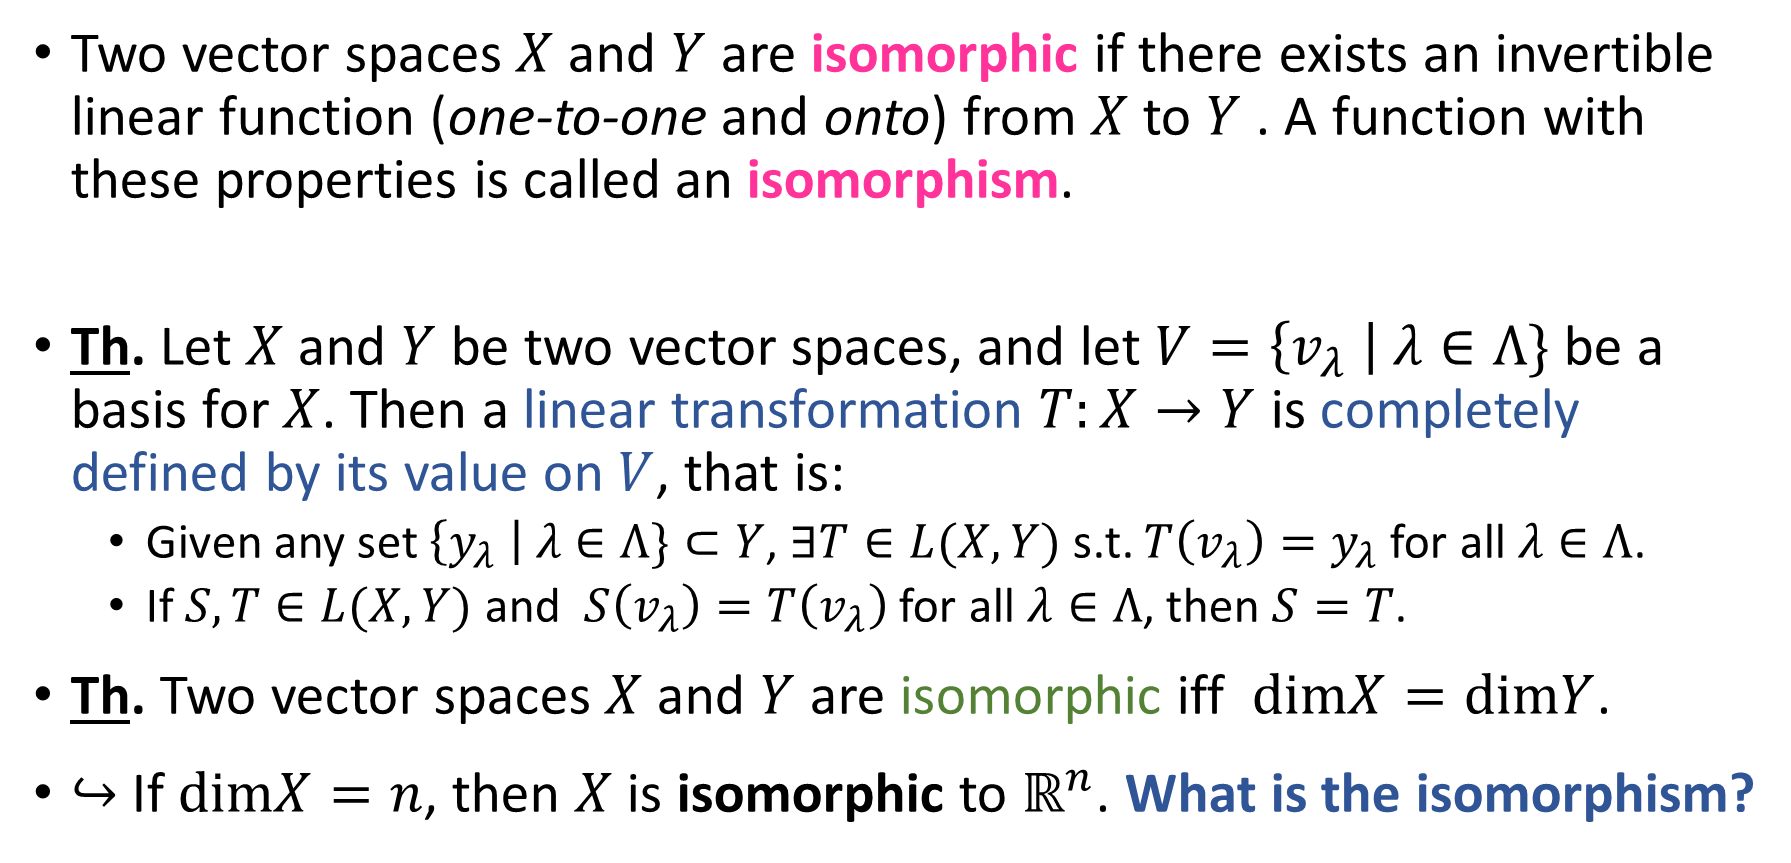 • Two vector spaces 𝑋 and 𝑌 are isomorphic if there exists an invertible
linear function (one-to-one and onto) from 𝑋 to 𝑌 . A function with
these properties is called an isomorphism.
• Th. Let 𝑋 and 𝑌 be two vector spaces, and let 𝑉 = {𝑣_𝜆 | 𝜆 ∈ Λ} be a
basis for 𝑋. Then a linear transformation 𝑇: 𝑋 → 𝑌 is completely
defined by its value on 𝑉, that is:
• Given any set {𝑦_𝜆 | 𝜆 ∈ Λ} ⊂ 𝑌, ∃𝑇 ∈ 𝐿(𝑋, 𝑌) s.t. 𝑇(𝑣_𝜆) = 𝑦_𝜆 for all 𝜆 ∈ Λ.
• If 𝑆, 𝑇 ∈ 𝐿(𝑋, 𝑌) and 𝑆(𝑣_𝜆) = 𝑇(𝑣_𝜆) for all 𝜆 ∈ Λ, then 𝑆 = 𝑇.
• Th. Two vector spaces 𝑋 and 𝑌 are isomorphic iff dim𝑋 = dim𝑌.
• ↪ If dim𝑋 = 𝑛, then 𝑋 is isomorphic to ℝ^𝑛. What is the isomorphism?